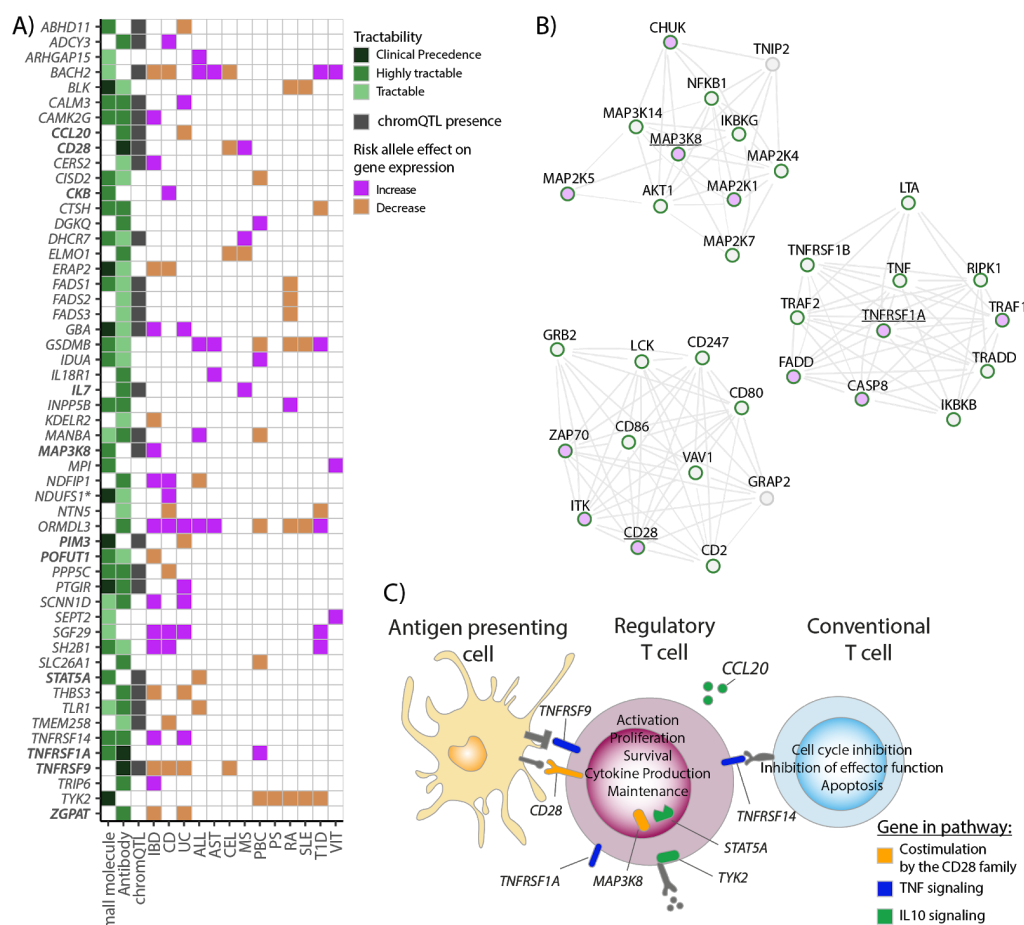 A)
ABHD11
ADCY3
ARHGAP15
BACH2
BLK
CALM3
CAMK2G
CCL20
CD28
CERS2
CISD2
CKB
CTSH
DGKQ
DHCR7
ELMO1
ERAP2
FADS1
FADS2
FADS3
GBA
GSDMB
IDUA
IL18R1
IL7
INPP5B
KDELR2
MANBA
MAP3K8
MPI
NDFIP1
NDUFS1*
NTN5
ORMDL3
PIM3
POFUT1
PPP5C
PTGIR
SCNN1D
SEPT2
SGF29
SH2B1
SLC26A1
STAT5A
THBS3
TLR1
TMEM258
TNFRSF14
TNFRSF1A
TNFRSF9
TRIP6
TYK2
ZGPAT
mall molecule
Antibody
chromQTL
IBD
CD
UC
ALL
AST
CEL
MS
PBC
PS
RA
SLE
T1D
VIT
Tractability
Clinical Precedence
Highly tractable
Tractable
chromQTL presence
Risk allele effect on
gene expression
Increase
Decrease
B)
CHUK
TNIP2
NFKB1
MAP3K14
IKBKG
MAP3K8
MAP2K4
MAP2K5
AKT1
MAP2K1
MAP2K7
LTA
TNFRSF1B
TNF
RIPK1
TRAF2
TNFRSF1A
TRAF1
FADD
TRADD
CASP8
IKBKB
GRB2
LCK
CD247
CD80
CD86
ZAP70
VAV1
GRAP2
ITK
CD28
CD2
C)
Antigen presenting
cell
Regulatory
T cell
Conventional
T cell
CCL20
TNFRSF9
Activation
Proliferation
Survival
Cytokine Production
Maintenance
Cell cycle inhibition
Inhibition of effector function
Apoptosis
CD28
TNFRSF14
STAT5A
TNFRSF1A
MAP3K8
TYK2
Gene in pathway:
Costimulation
by the CD28 family
TNF signaling
IL10 signaling